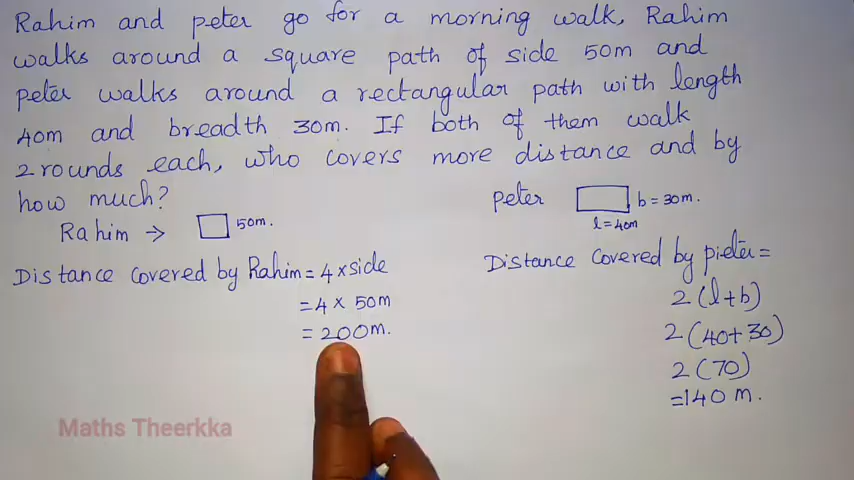 Rahim and peter go for a morning walk, Rahim
walks around a square path of side 50m and
peter walks around a rectangular path with length
40m and breadth 30m. If both of them walk
2 rounds each, who covers more distance and by
how much?
Rahim → 50m.
Distance covered by Rahim = 4 × side
= 4 × 50m
= 200m.
peter b = 30m.
l = 40m
Distance covered by pieter =
2 (l+b)
2 (40+30)
2 (70)
=140 m.
Maths Theerkka